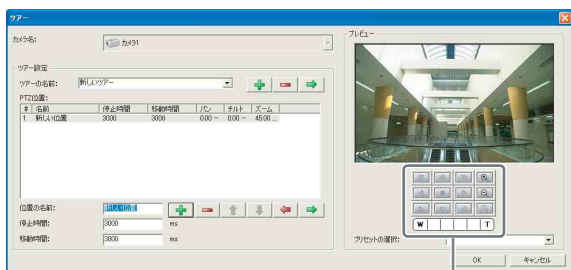 ツアー
カメラ名:
カメラ1
ツアー設定
ツアーの名前:
新しいツアー
PTZ位置:
# 名前 停止時間 移動時間 パン チルト ズーム
1 新しい位置 3000 3000 0.00 ~ 0.00 ~ 45.00 ...
位置の名前:
新しい位置
停止時間:
3000 ms
移動時間:
3000 ms
プレビュー
W T
プリセットの選択:
OK キャンセル